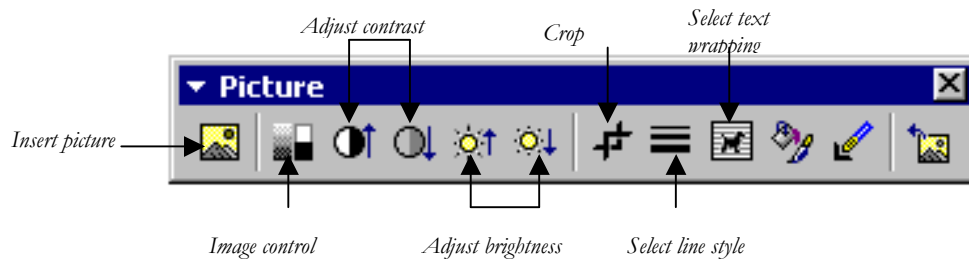 Adjust contrast
Crop
Select text
wrapping
Picture
Insert picture
Image control
Adjust brightness
Select line style